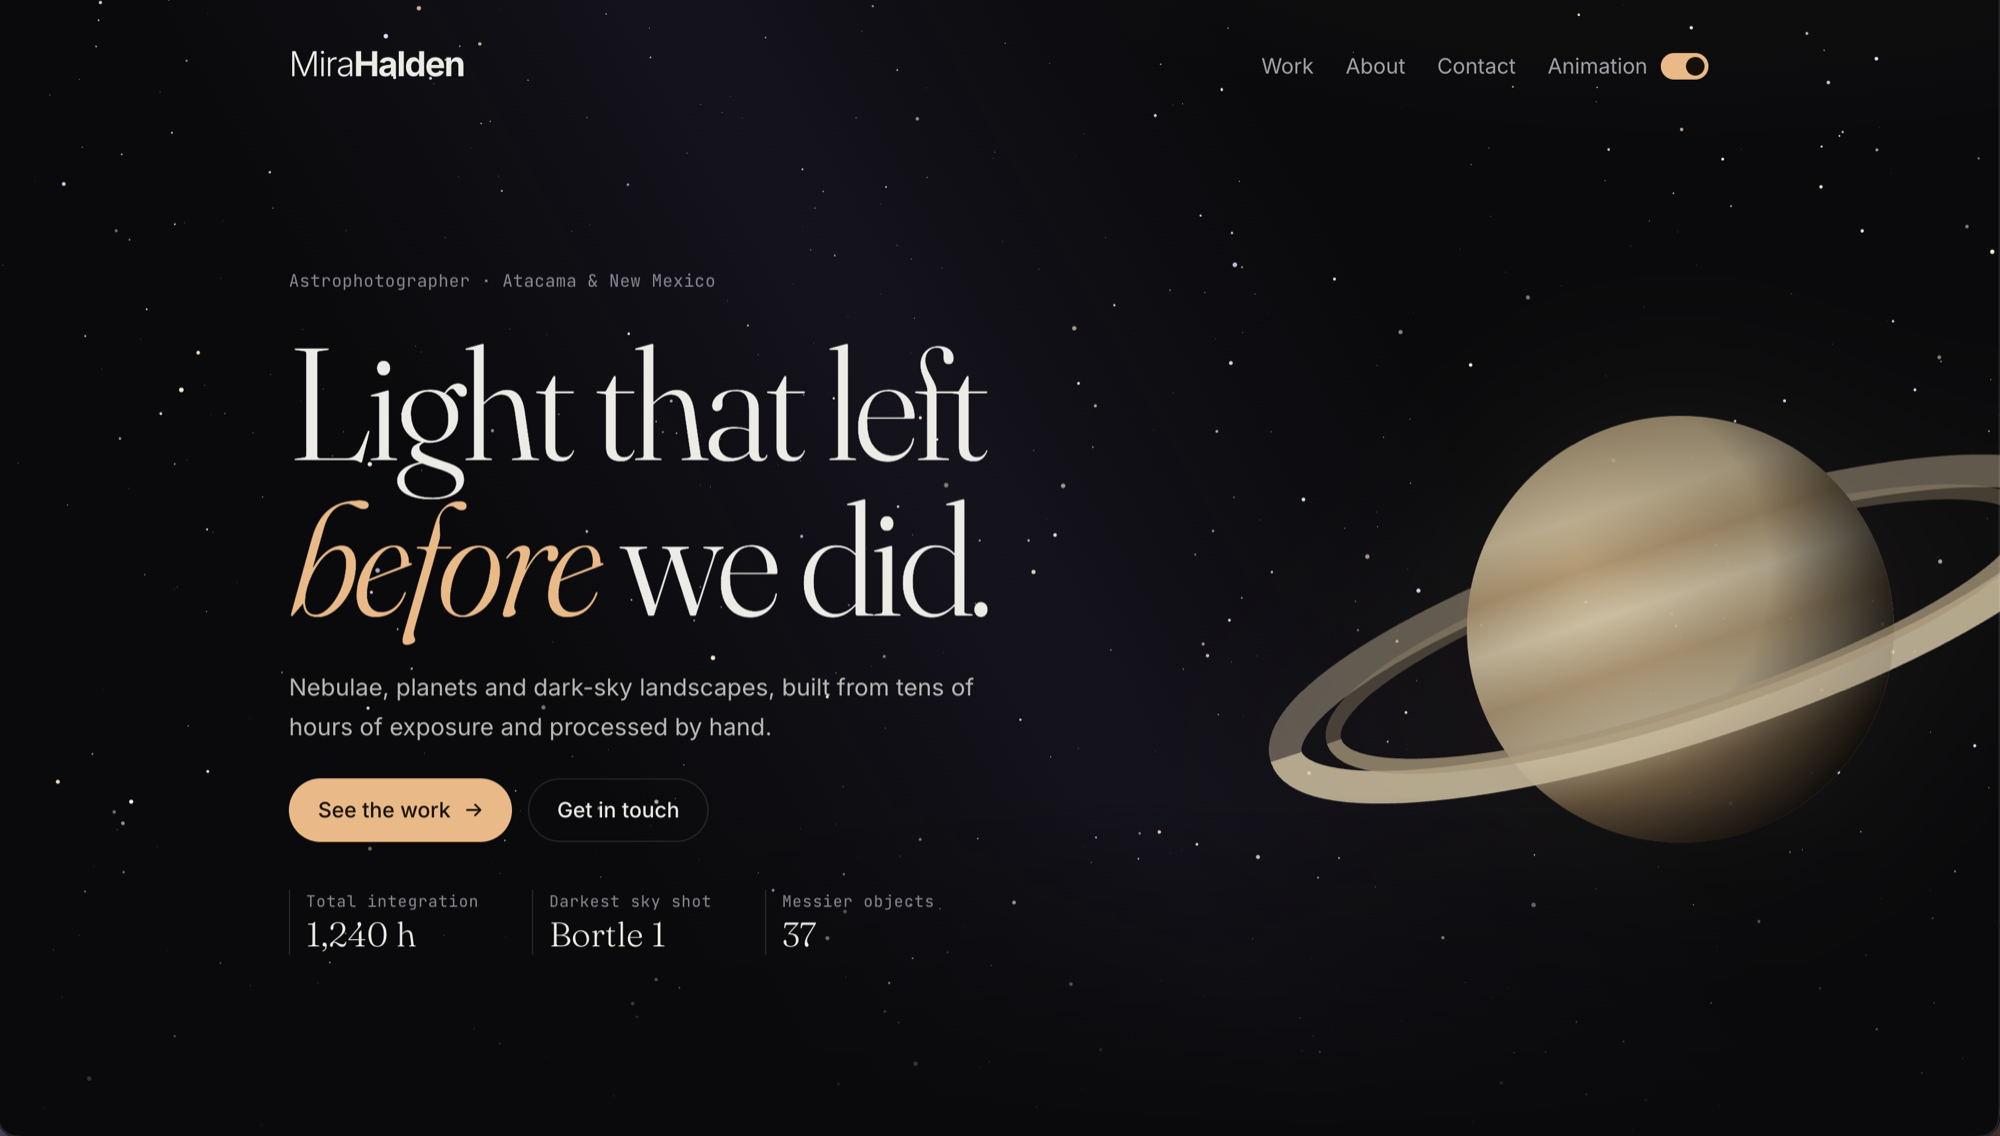 MiraHalden
Work About Contact Animation
Astrophotographer · Atacama & New Mexico
Light that left
before we did.
Nebulae, planets and dark-sky landscapes, built from tens of
hours of exposure and processed by hand.
See the work →
Get in touch
Total integration
1,240 h
Darkest sky shot
Bortle 1
Messier objects
37